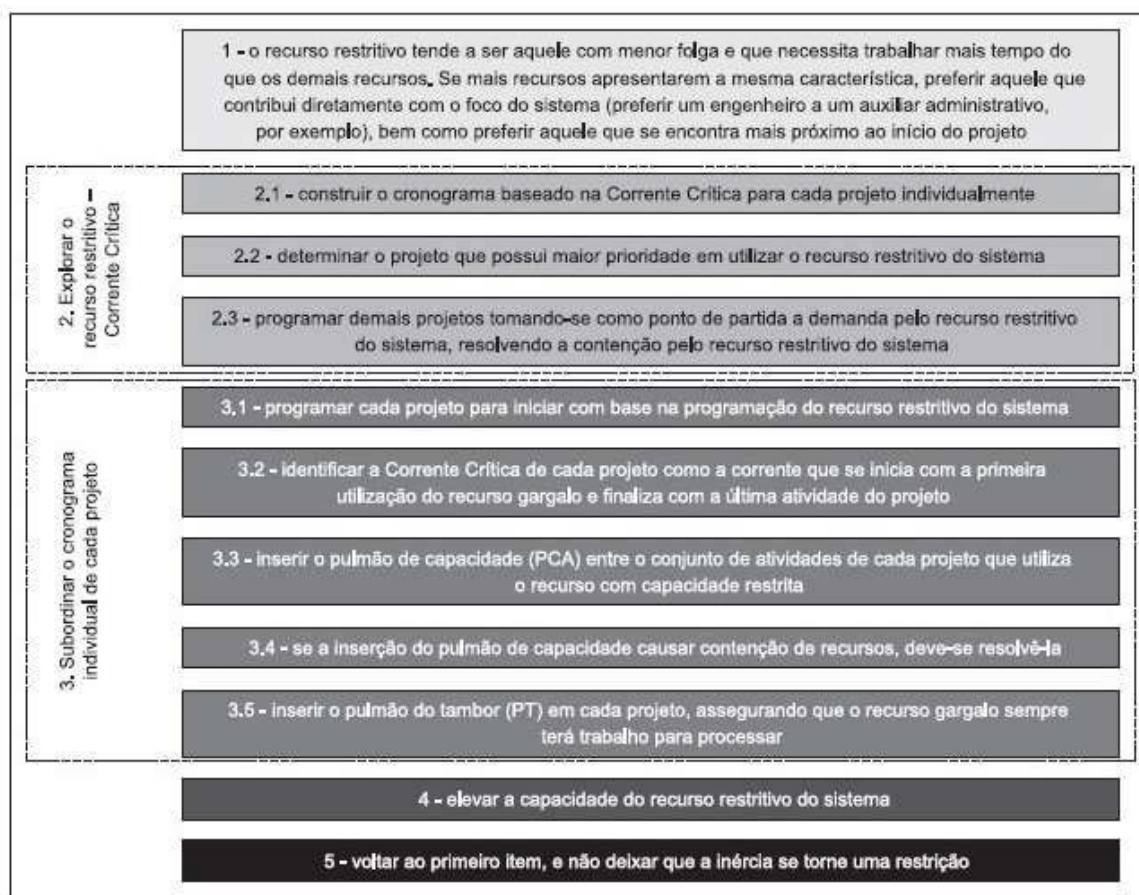 1 - o recurso restritivo tende a ser aquele com menor folga e que necessita trabalhar mais tempo do
que os demais recursos. Se mais recursos apresentarem a mesma característica, preferir aquele que
contribui diretamente com o foco do sistema (preferir um engenheiro a um auxiliar administrativo,
por exemplo), bem como preferir aquele que se encontra mais próximo ao início do projeto
2. Explorar o
recurso restritivo –
Corrente Crítica
2.1 - construir o cronograma baseado na Corrente Crítica para cada projeto individualmente
2.2 - determinar o projeto que possui maior prioridade em utilizar o recurso restritivo do sistema
2.3 - programar demais projetos tomando-se como ponto de partida a demanda pelo recurso restritivo
do sistema, resolvendo a contenção pelo recurso restritivo do sistema
3. Subordinar o cronograma
individual de cada projeto
3.1 - programar cada projeto para iniciar com base na programação do recurso restritivo do sistema
3.2 - identificar a Corrente Crítica de cada projeto como a corrente que se inicia com a primeira
utilização do recurso gargalo e finaliza com a última atividade do projeto
3.3 - inserir o pulmão de capacidade (PCA) entre o conjunto de atividades de cada projeto que utiliza
o recurso com capacidade restrita
3.4 - se a inserção do pulmão de capacidade causar contenção de recursos, deve-se resolvê-la
3.5 - inserir o pulmão do tambor (PT) em cada projeto, assegurando que o recurso gargalo sempre
terá trabalho para processar
4 - elevar a capacidade do recurso restritivo do sistema
5 - voltar ao primeiro item, e não deixar que a inércia se torne uma restrição